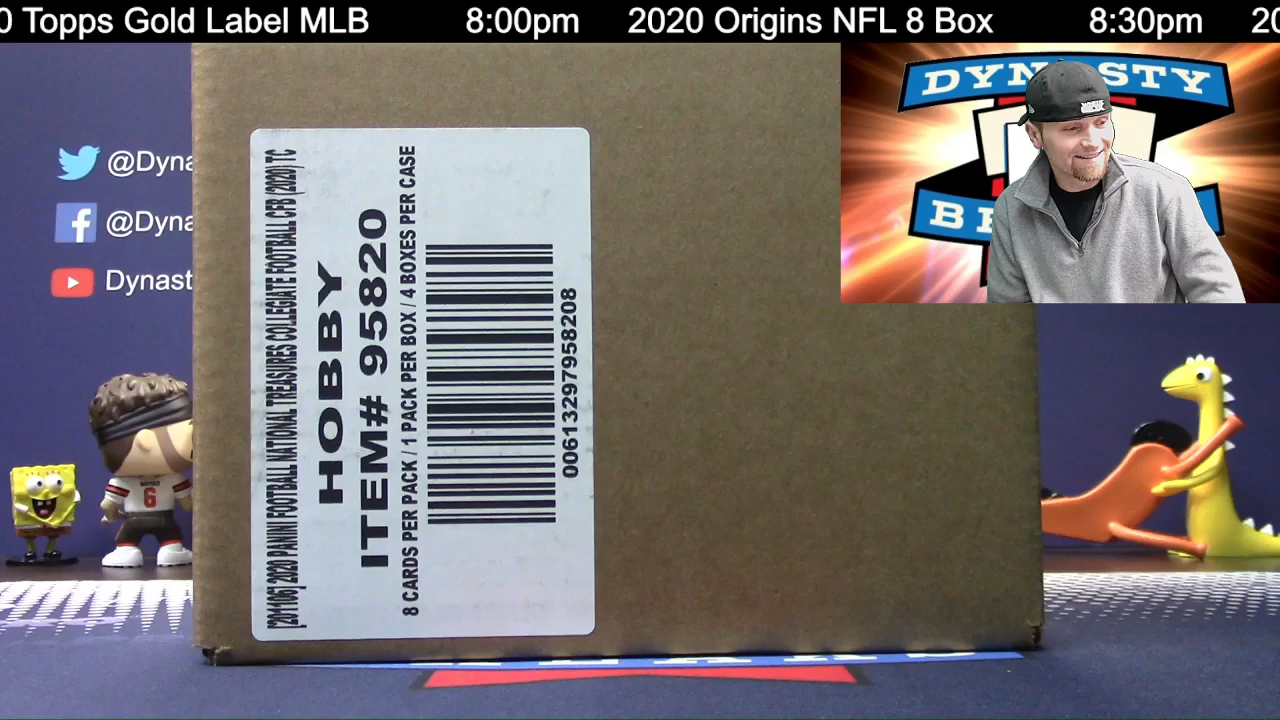 0 Topps Gold Label MLB 8:00pm 2020 Origins NFL 8 Box 8:30pm 20
@Dyna
@Dyna
Dynast
[201106] 2020 PANINI FOOTBALL NATIONAL TREASURES COLLEGIATE FOOTBALL CFB (2020) TC
HOBBY
ITEM# 95820
8 CARDS PER PACK / 1 PACK PER BOX / 4 BOXES PER CASE
00613297958208
DYNASTY
6